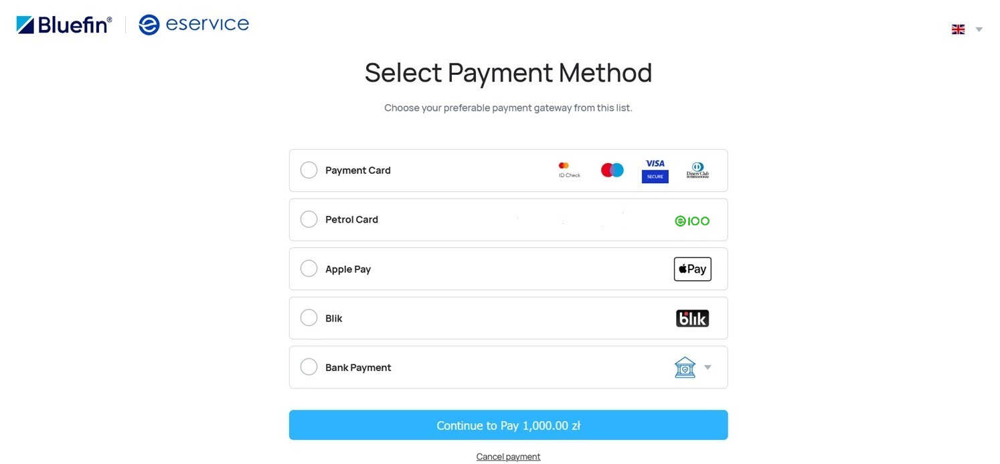 Bluefin® eservice
Select Payment Method
Choose your preferable payment gateway from this list.
Payment Card ID Check VISA SECURE Diners Club INTERNATIONAL
Petrol Card e100
Apple Pay Pay
Blik blik
Bank Payment
Continue to Pay 1,000.00 zł
Cancel payment